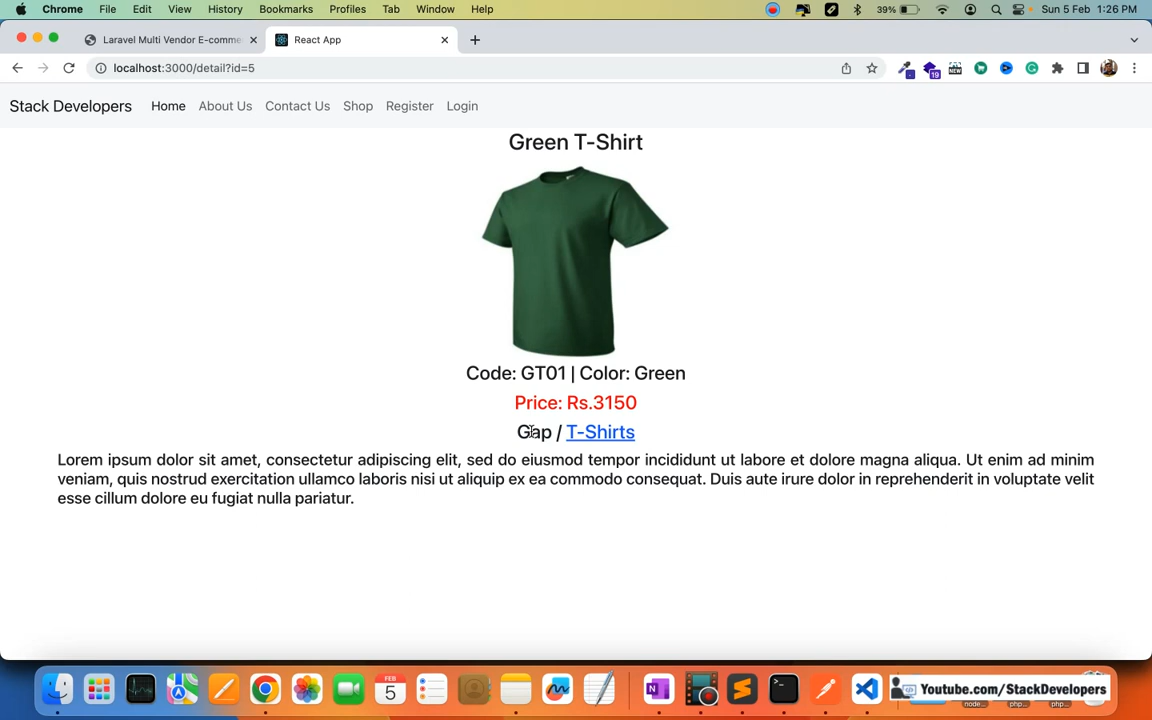 Chrome File Edit View History Bookmarks Profiles Tab Window Help 39% Sun 5 Feb 1:26 PM
Laravel Multi Vendor E-comme React App
localhost:3000/detail?id=5 19 NEW
Stack Developers Home About Us Contact Us Shop Register Login
Green T-Shirt
Code: GT01 | Color: Green
Price: Rs.3150
Gap / T-Shirts
Lorem ipsum dolor sit amet, consectetur adipiscing elit, sed do eiusmod tempor incididunt ut labore et dolore magna aliqua. Ut enim ad minim
veniam, quis nostrud exercitation ullamco laboris nisi ut aliquip ex ea commodo consequat. Duis aute irure dolor in reprehenderit in voluptate velit
esse cillum dolore eu fugiat nulla pariatur.
FEB
5
Youtube.com/StackDevelopers